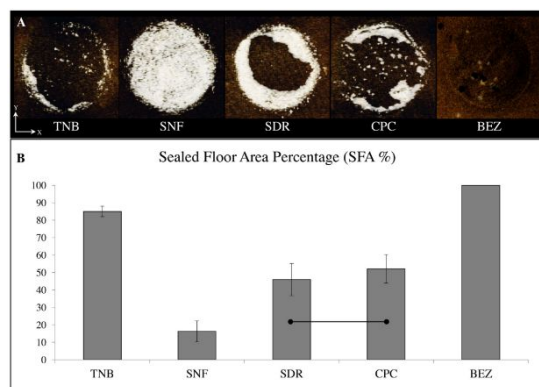 A
Y
X
TNB SNF SDR CPC BEZ
B Sealed Floor Area Percentage (SFA %)
100
90
80
70
60
50
40
30
20
10
0
TNB SNF SDR CPC BEZ